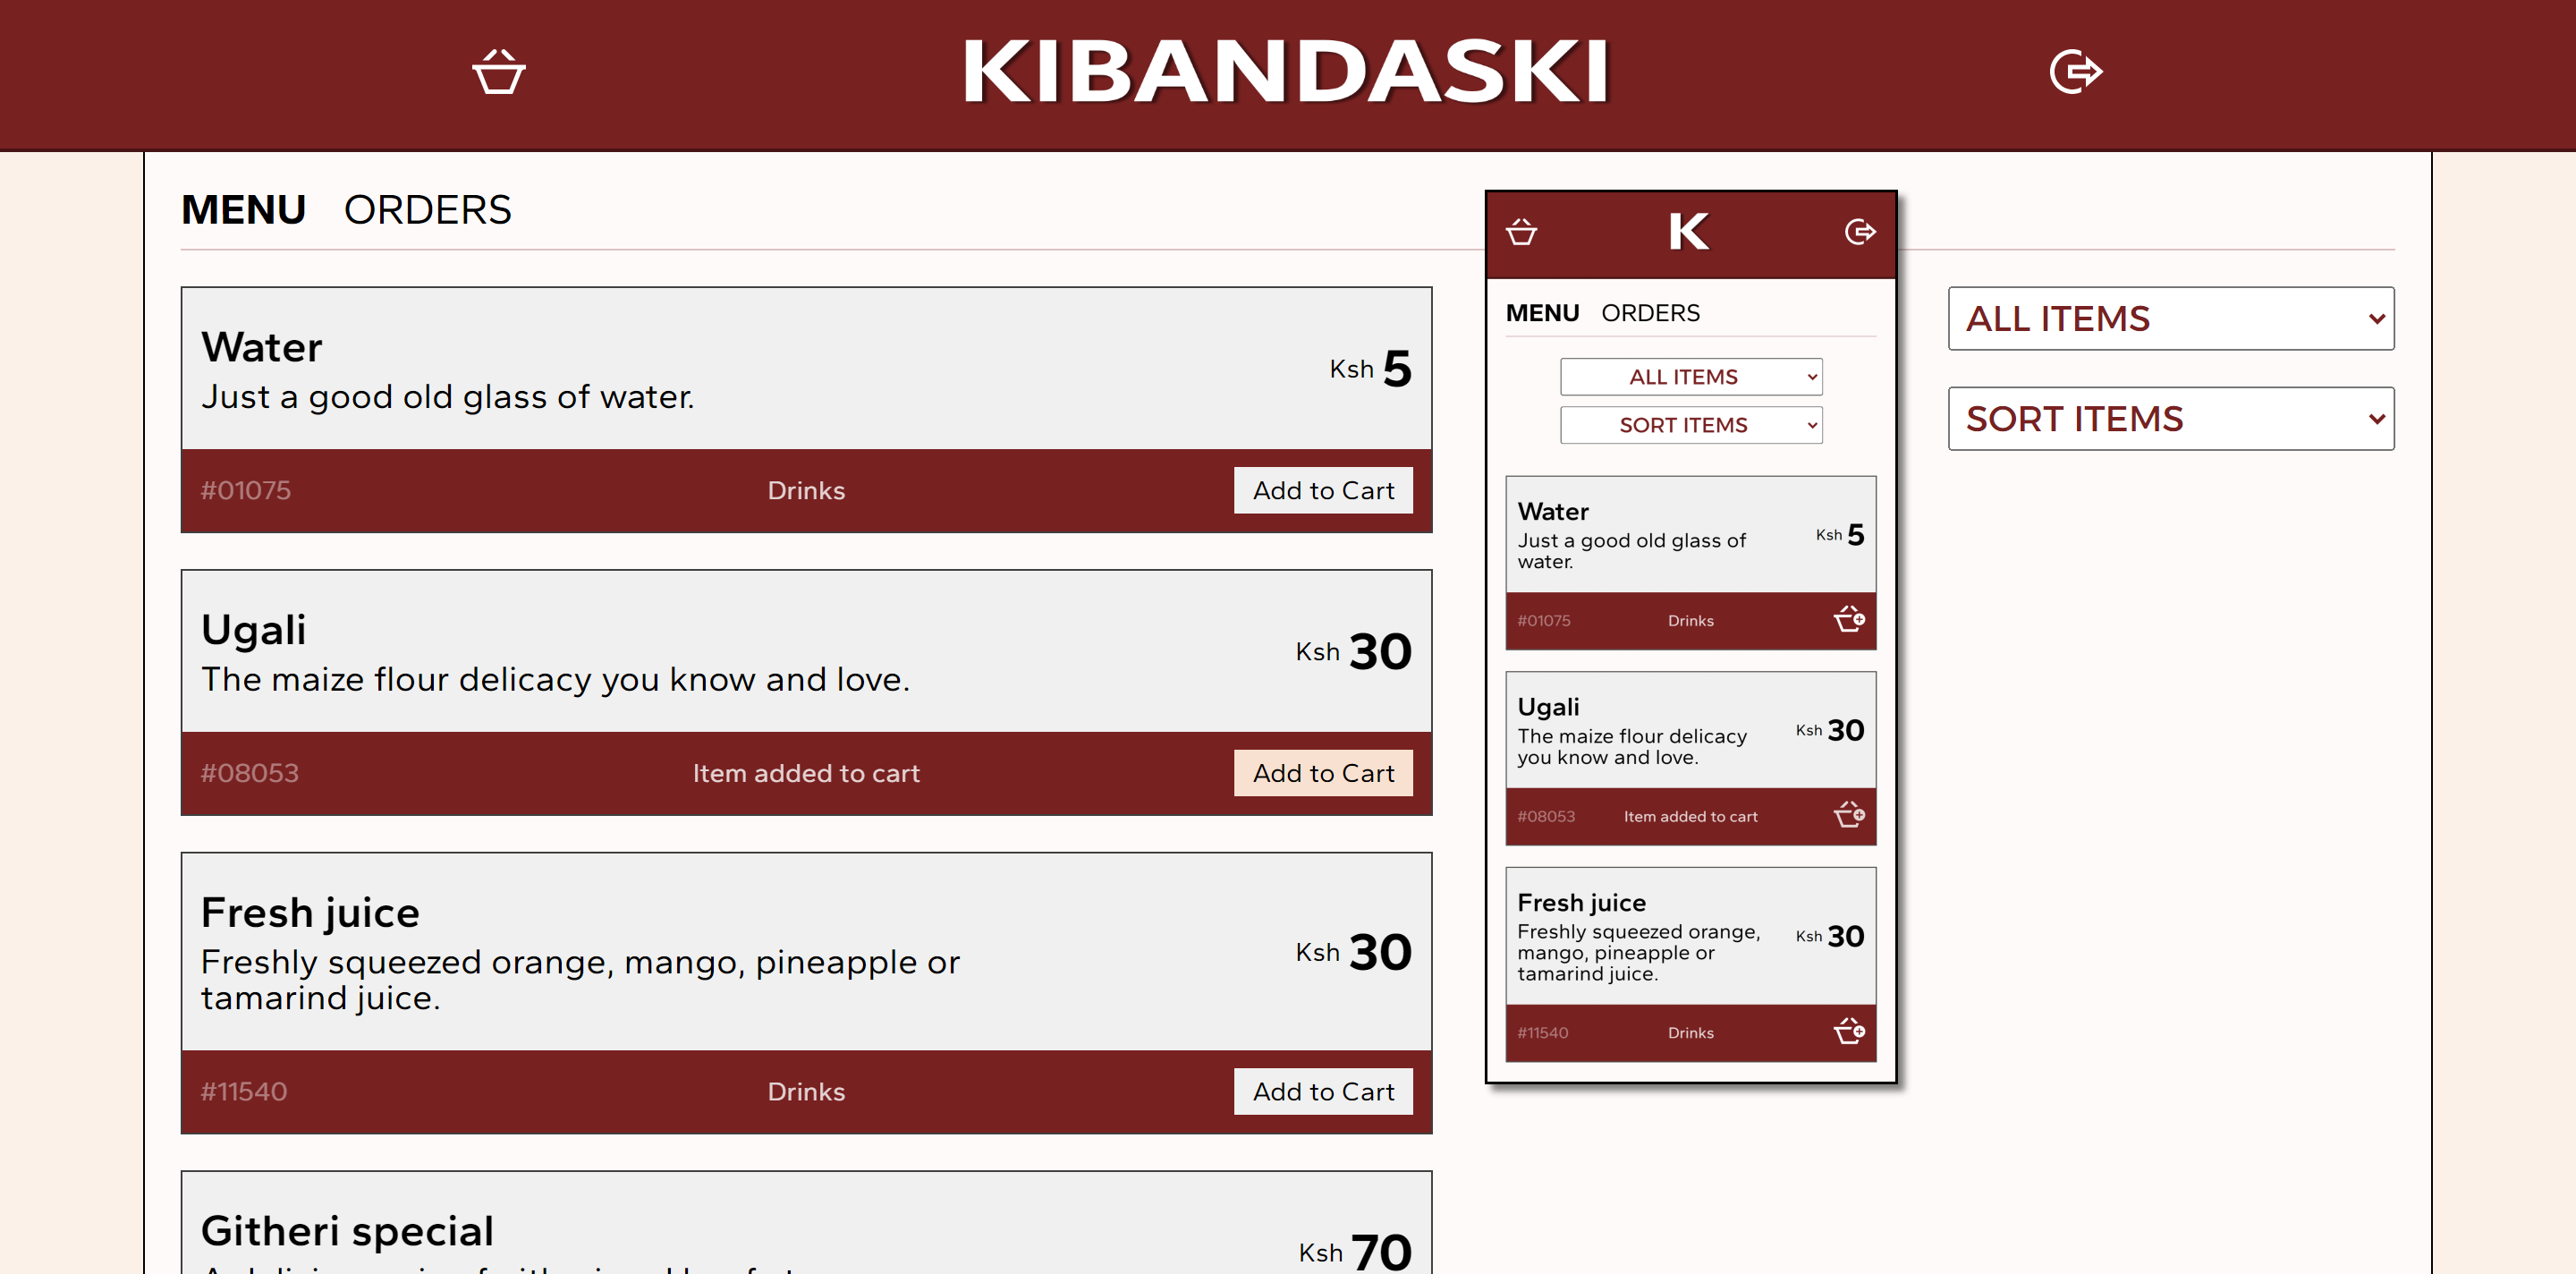 KIBANDASKI
MENU ORDERS
Water
Just a good old glass of water.
Ksh 5
#01075 Drinks Add to Cart
Ugali
The maize flour delicacy you know and love.
Ksh 30
#08053 Item added to cart Add to Cart
Fresh juice
Freshly squeezed orange, mango, pineapple or
tamarind juice.
Ksh 30
#11540 Drinks Add to Cart
Githeri special
Ksh 70
K
MENU ORDERS
ALL ITEMS
SORT ITEMS
Water
Just a good old glass of
water.
Ksh 5
#01075 Drinks
Ugali
The maize flour delicacy
you know and love.
Ksh 30
#08053 Item added to cart
Fresh juice
Freshly squeezed orange,
mango, pineapple or
tamarind juice.
Ksh 30
#11540 Drinks
ALL ITEMS
SORT ITEMS